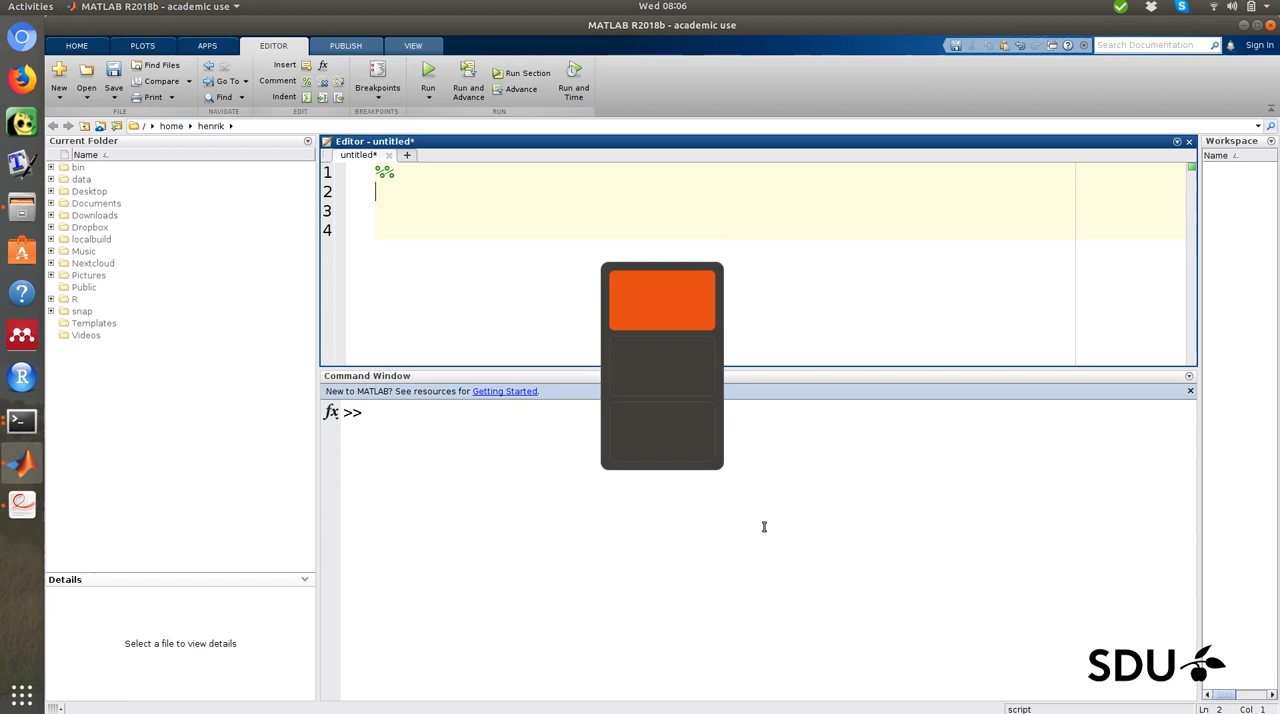 Activities
MATLAB R2018b - academic use
Wed 08:06
MATLAB R2018b - academic use
HOME PLOTS APPS EDITOR PUBLISH VIEW
Search Documentation
Sign In
New Open Save
Find Files
Compare
Print
Go To
Find
Insert fx
Comment
Indent
Breakpoints
Run
Run and
Advance
Run Section
Advance
Run and
Time
FILE NAVIGATE EDIT BREAKPOINTS RUN
/ home henrik
Current Folder
Name
bin
data
Desktop
Documents
Downloads
Dropbox
localbuild
Music
Nextcloud
Pictures
Public
R
snap
Templates
Videos
Details
Select a file to view details
Editor - untitled*
untitled* +
1 %%
2
3
4
Command Window
New to MATLAB? See resources for Getting Started.
fx >>
Workspace
Name
SDU
script
Ln 2 Col 1